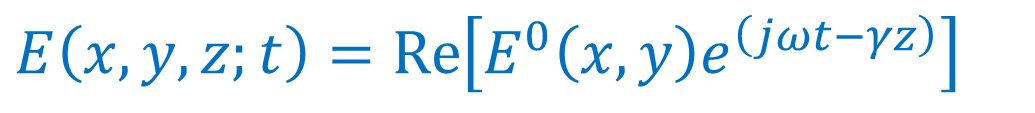 E(x, y, z; t) = Re[E⁰(x, y)e^(jωt−γz)]